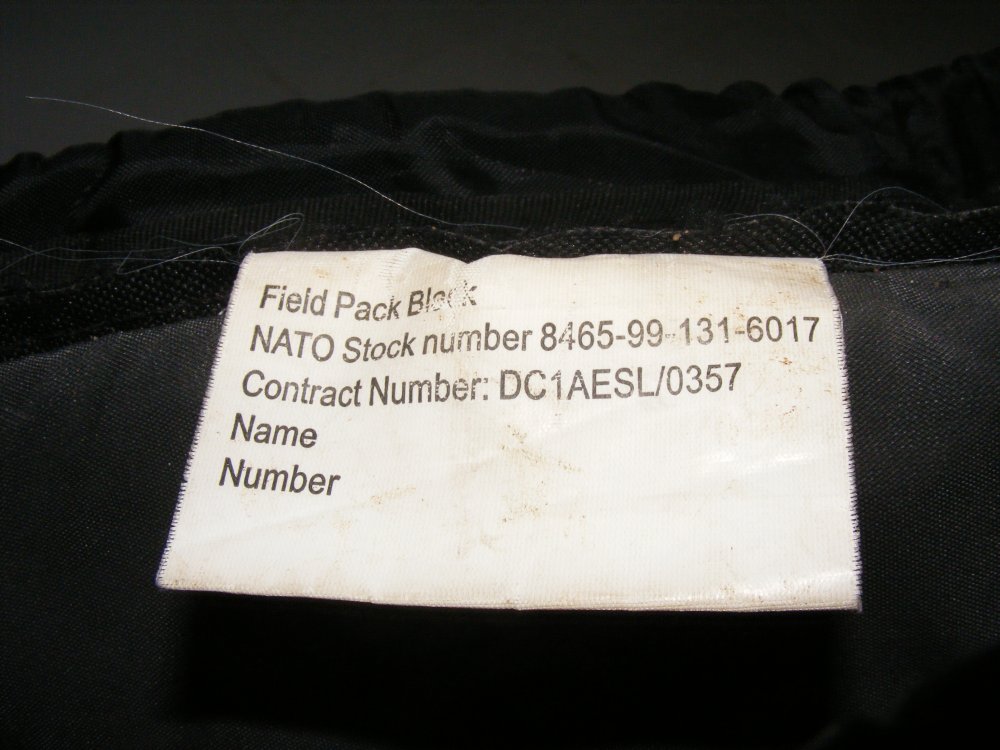 Field Pack Black
NATO Stock number 8465-99-131-6017
Contract Number: DC1AESL/0357
Name
Number